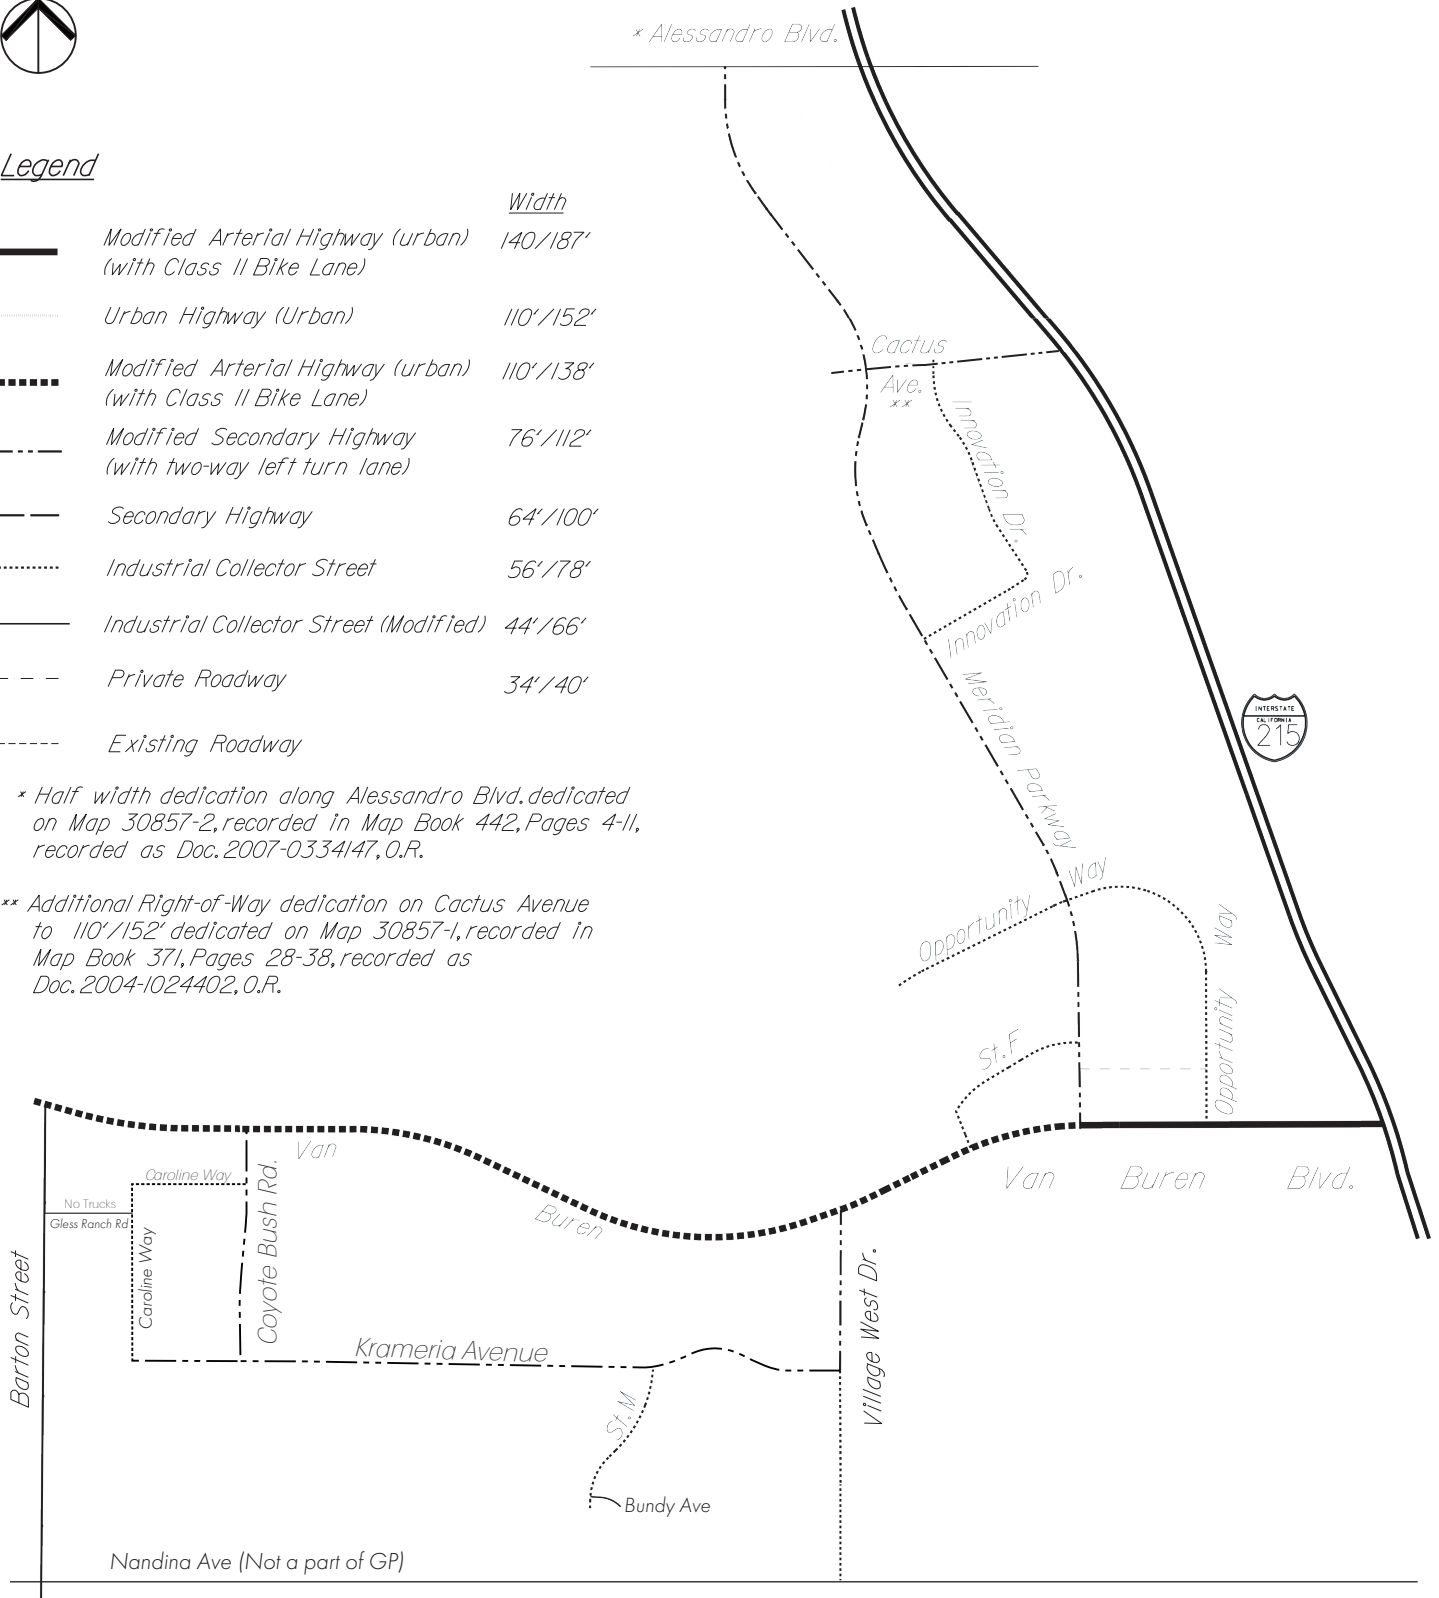 * Alessandro Blvd.
Legend
Width
Modified Arterial Highway (urban) 140/187'
(with Class II Bike Lane)
Urban Highway (Urban) 110'/152'
Modified Arterial Highway (urban) 110'/138'
(with Class II Bike Lane)
Modified Secondary Highway 76'/112'
(with two-way left turn lane)
Secondary Highway 64'/100'
Industrial Collector Street 56'/78'
Industrial Collector Street (Modified) 44'/66'
Private Roadway 34'/40'
Existing Roadway
* Half width dedication along Alessandro Blvd. dedicated
on Map 30857-2, recorded in Map Book 442, Pages 4-11,
recorded as Doc. 2007-0334147, O.R.
** Additional Right-of-Way dedication on Cactus Avenue
to 110'/152' dedicated on Map 30857-1, recorded in
Map Book 371, Pages 28-38, recorded as
Doc. 2004-1024402, O.R.
Cactus
Ave.
**
Innovation Dr.
Innovation Dr.
Meridian Parkway
INTERSTATE
CALIFORNIA
215
Opportunity Way
Opportunity Way
St. F
Van Buren Blvd.
Van
Buren
Caroline Way
No Trucks
Gless Ranch Rd
Caroline Way
Coyote Bush Rd.
Barton Street
Krameria Avenue
Village West Dr.
St. M
Bundy Ave
Nandina Ave (Not a part of GP)